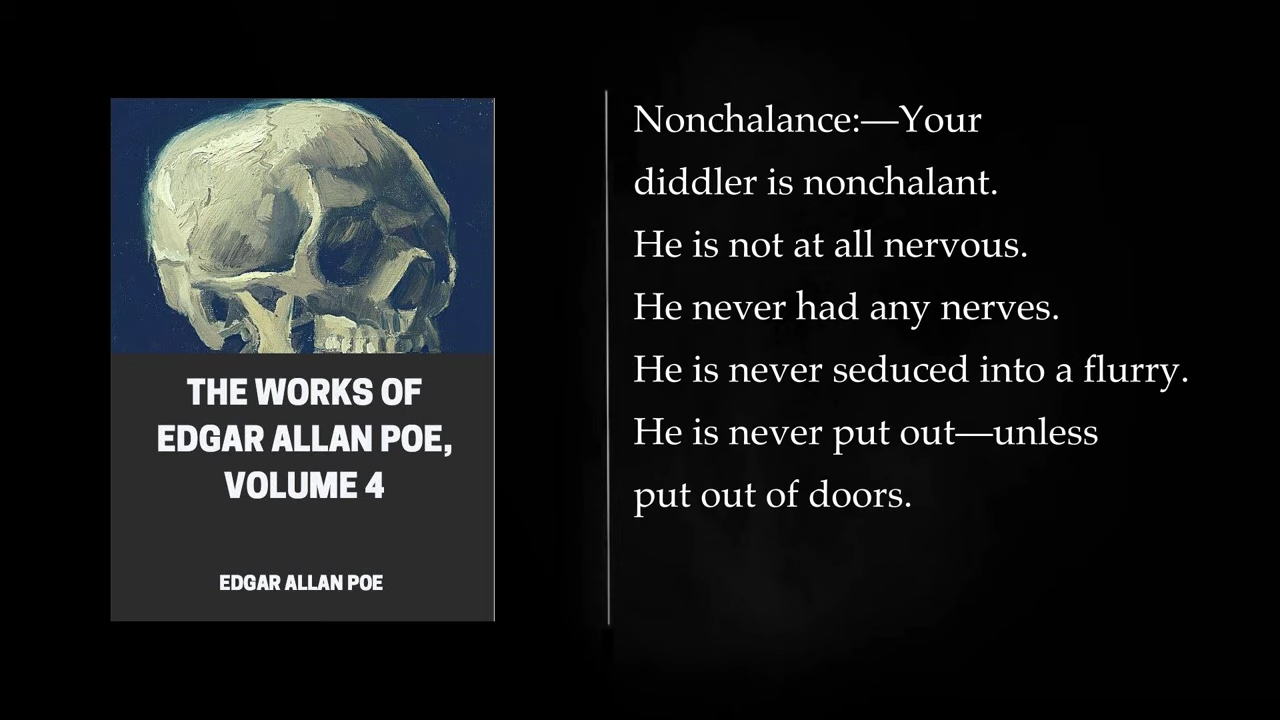 THE WORKS OF
EDGAR ALLAN POE,
VOLUME 4
EDGAR ALLAN POE
Nonchalance:—Your
diddler is nonchalant.
He is not at all nervous.
He never had any nerves.
He is never seduced into a flurry.
He is never put out—unless
put out of doors.